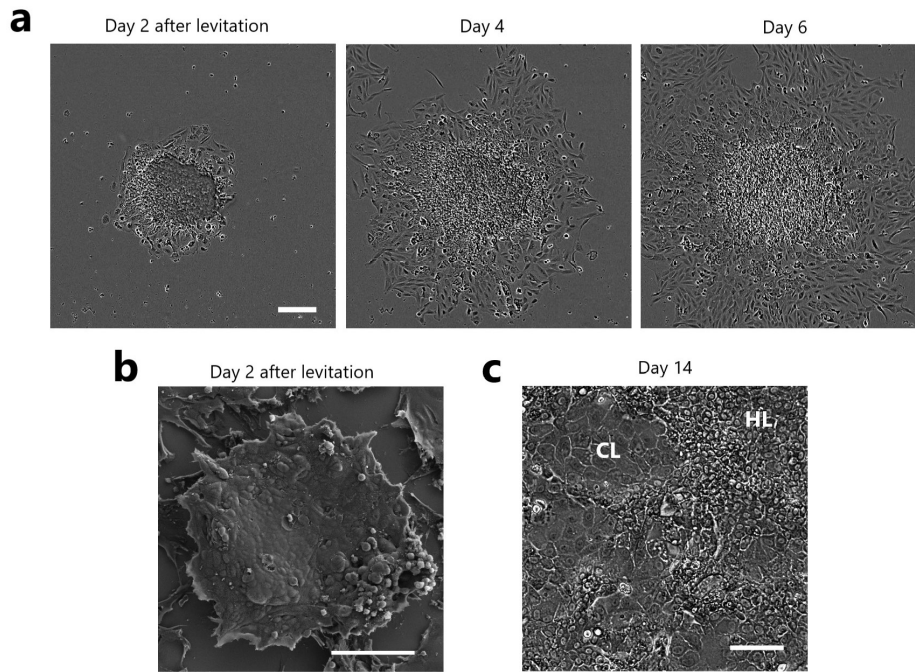 a
Day 2 after levitation
Day 4
Day 6
b
Day 2 after levitation
c
Day 14
CL
HL